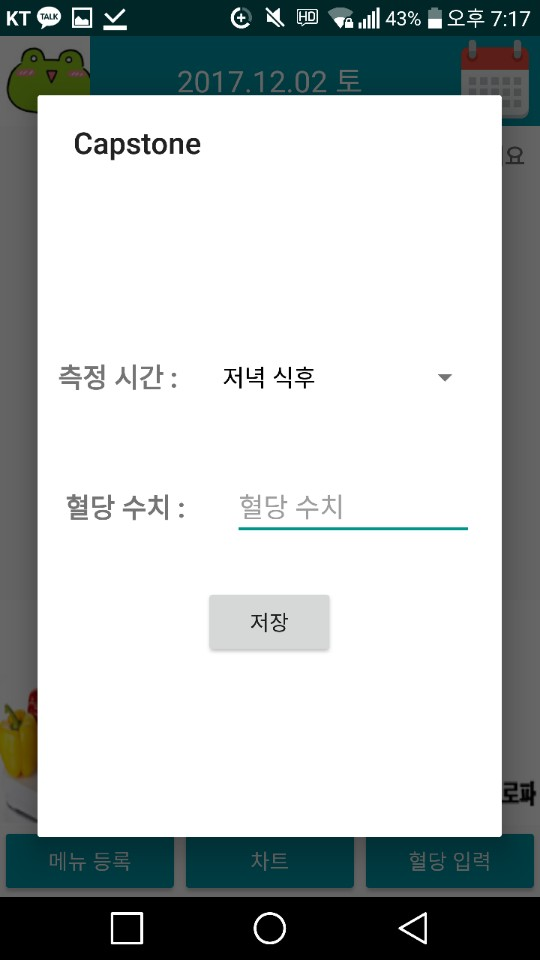 KT TALK HD 43% 오후 7:17
2017.12.02 토
요
Capstone
측정 시간 : 저녁 식후
혈당 수치 : 혈당 수치
저장
로파
메뉴 등록 차트 혈당 입력